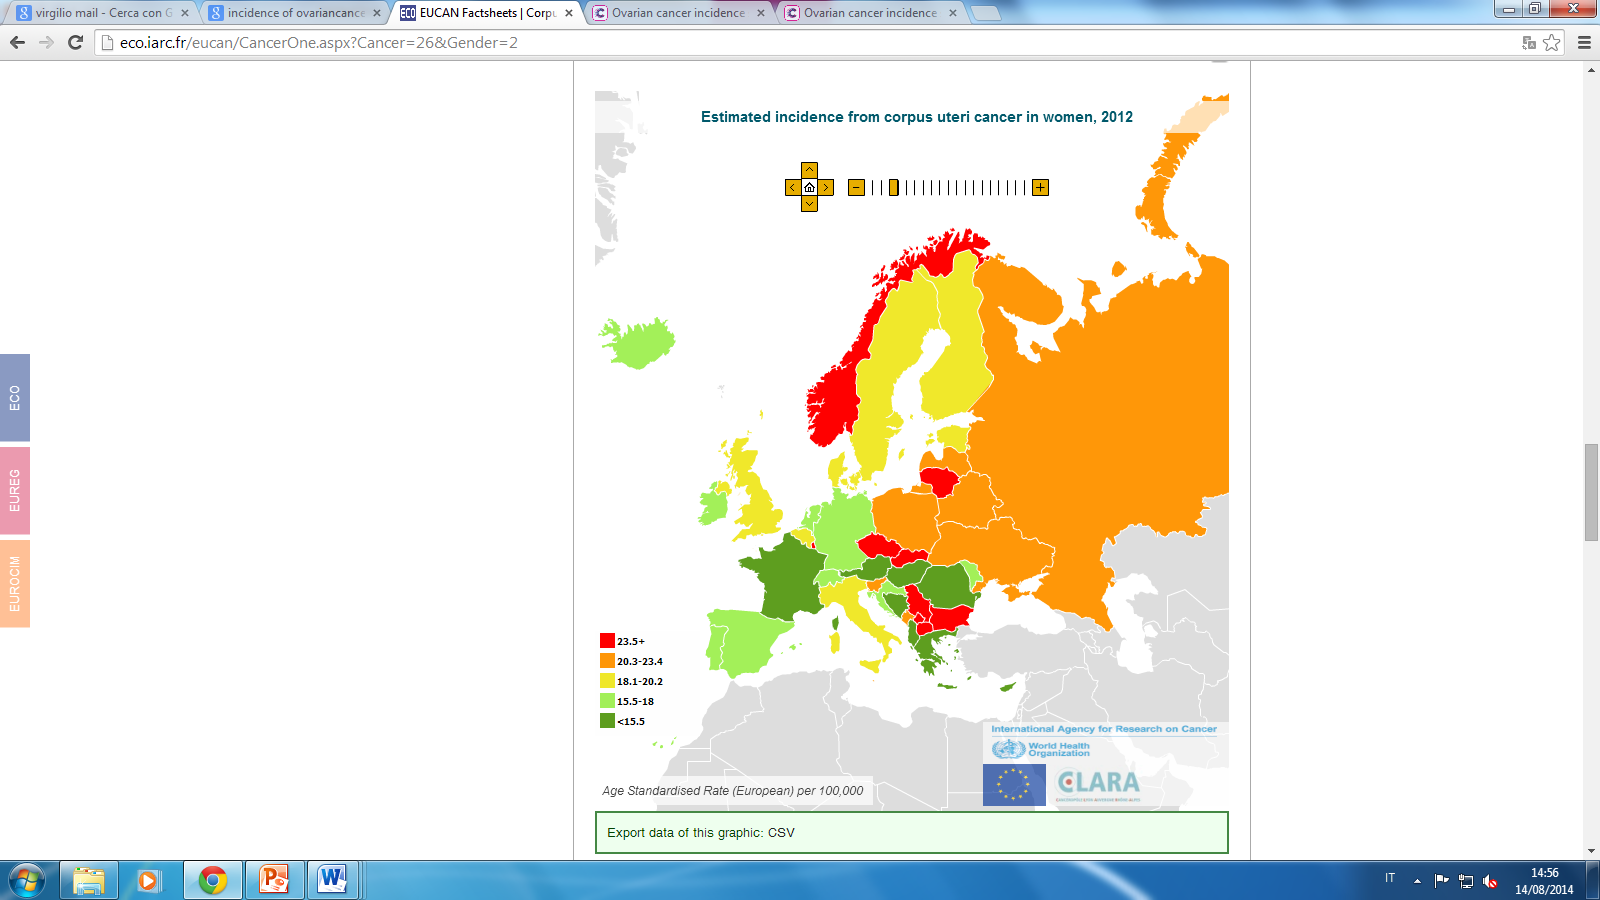 virgilio mail - Cerca con G
incidence of ovariancance
ECO EUCAN Factsheets | Corpu
Ovarian cancer incidence
Ovarian cancer incidence
eco.iarc.fr/eucan/CancerOne.aspx?Cancer=26&Gender=2
Estimated incidence from corpus uteri cancer in women, 2012
ECO
EUREG
EUROCIM
23.5+
20.3-23.4
18.1-20.2
15.5-18
<15.5
International Agency for Research on Cancer
World Health
Organization
CLARA
Age Standardised Rate (European) per 100,000
Export data of this graphic: CSV
IT
14:56
14/08/2014